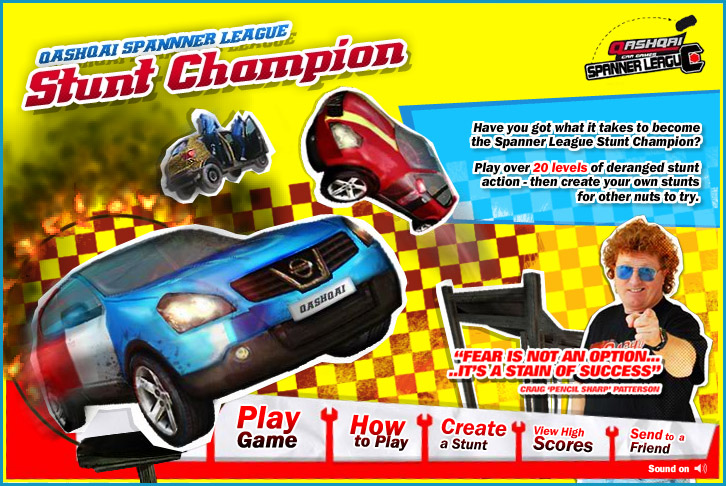 QASHQAI SPANNNER LEAGUE
Stunt Champion
QASHQAI
CAR GAMES
SPANNER LEAGUE
Have you got what it takes to become
the Spanner League Stunt Champion?
Play over 20 levels of deranged stunt
action - then create your own stunts
for other nuts to try.
QASHQAI
"FEAR IS NOT AN OPTION...
..IT'S A STAIN OF SUCCESS"
CRAIG 'PENCIL SHARP' PATTERSON
Play
Game
How
to Play
Create
a Stunt
View High
Scores
Send to a
Friend
Sound on